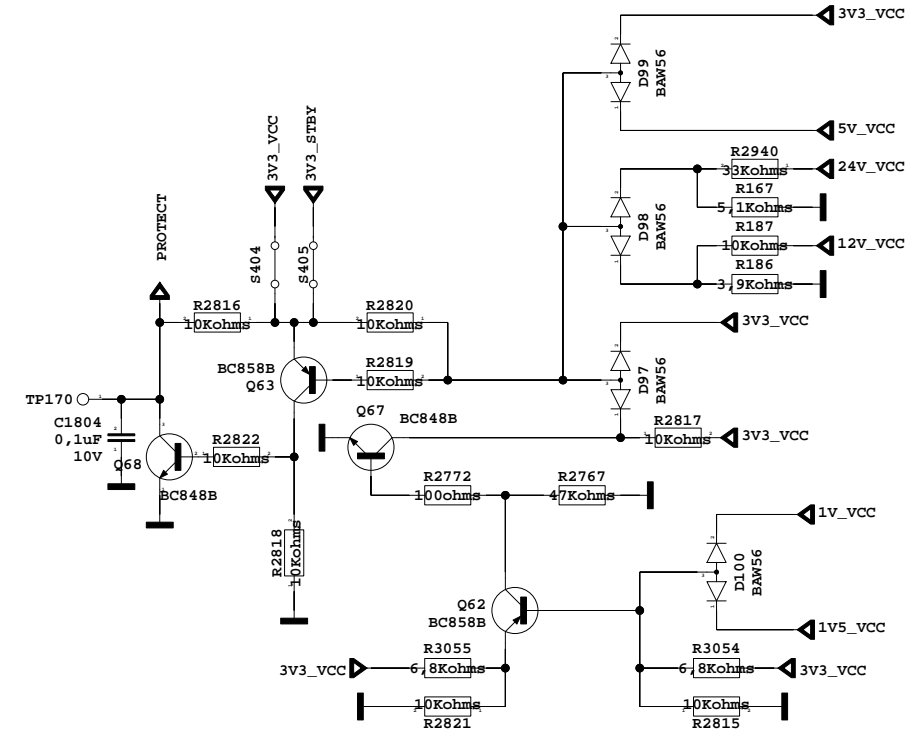 3V3_VCC
D99
BAW56
5V_VCC
R2940
33Kohms
24V_VCC
R167
5,1Kohms
D98
BAW56
R187
10Kohms
12V_VCC
R186
3,9Kohms
3V3_VCC
3V3_STBY
PROTECT
S404
S405
R2816
10Kohms
R2820
10Kohms
3V3_VCC
BC858B
Q63
R2819
10Kohms
D97
BAW56
TP170
C1804
0,1uF
10V
Q68
BC848B
R2822
10Kohms
Q67
BC848B
R2817
10Kohms
3V3_VCC
R2772
100ohms
R2767
47Kohms
R2818
10Kohms
1V_VCC
D100
BAW56
1V5_VCC
Q62
BC858B
3V3_VCC
R3055
6,8Kohms
R3054
6,8Kohms
3V3_VCC
10Kohms
R2821
10Kohms
R2815